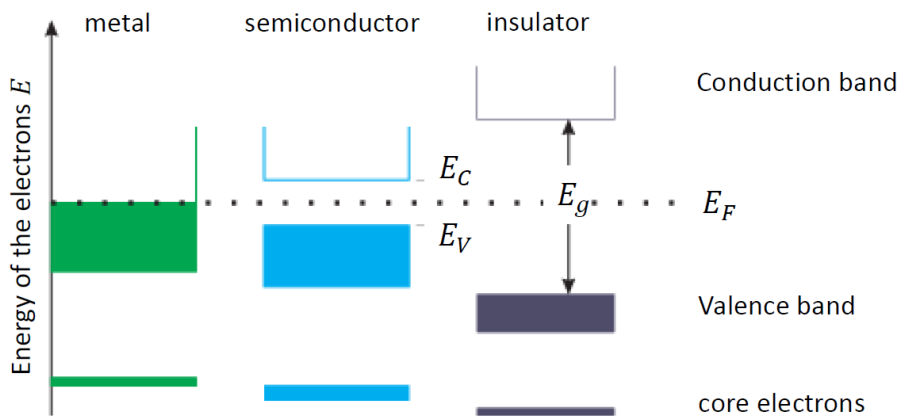 metal
semiconductor
insulator
Energy of the electrons E
Conduction band
E_C
E_g
E_F
E_V
Valence band
core electrons